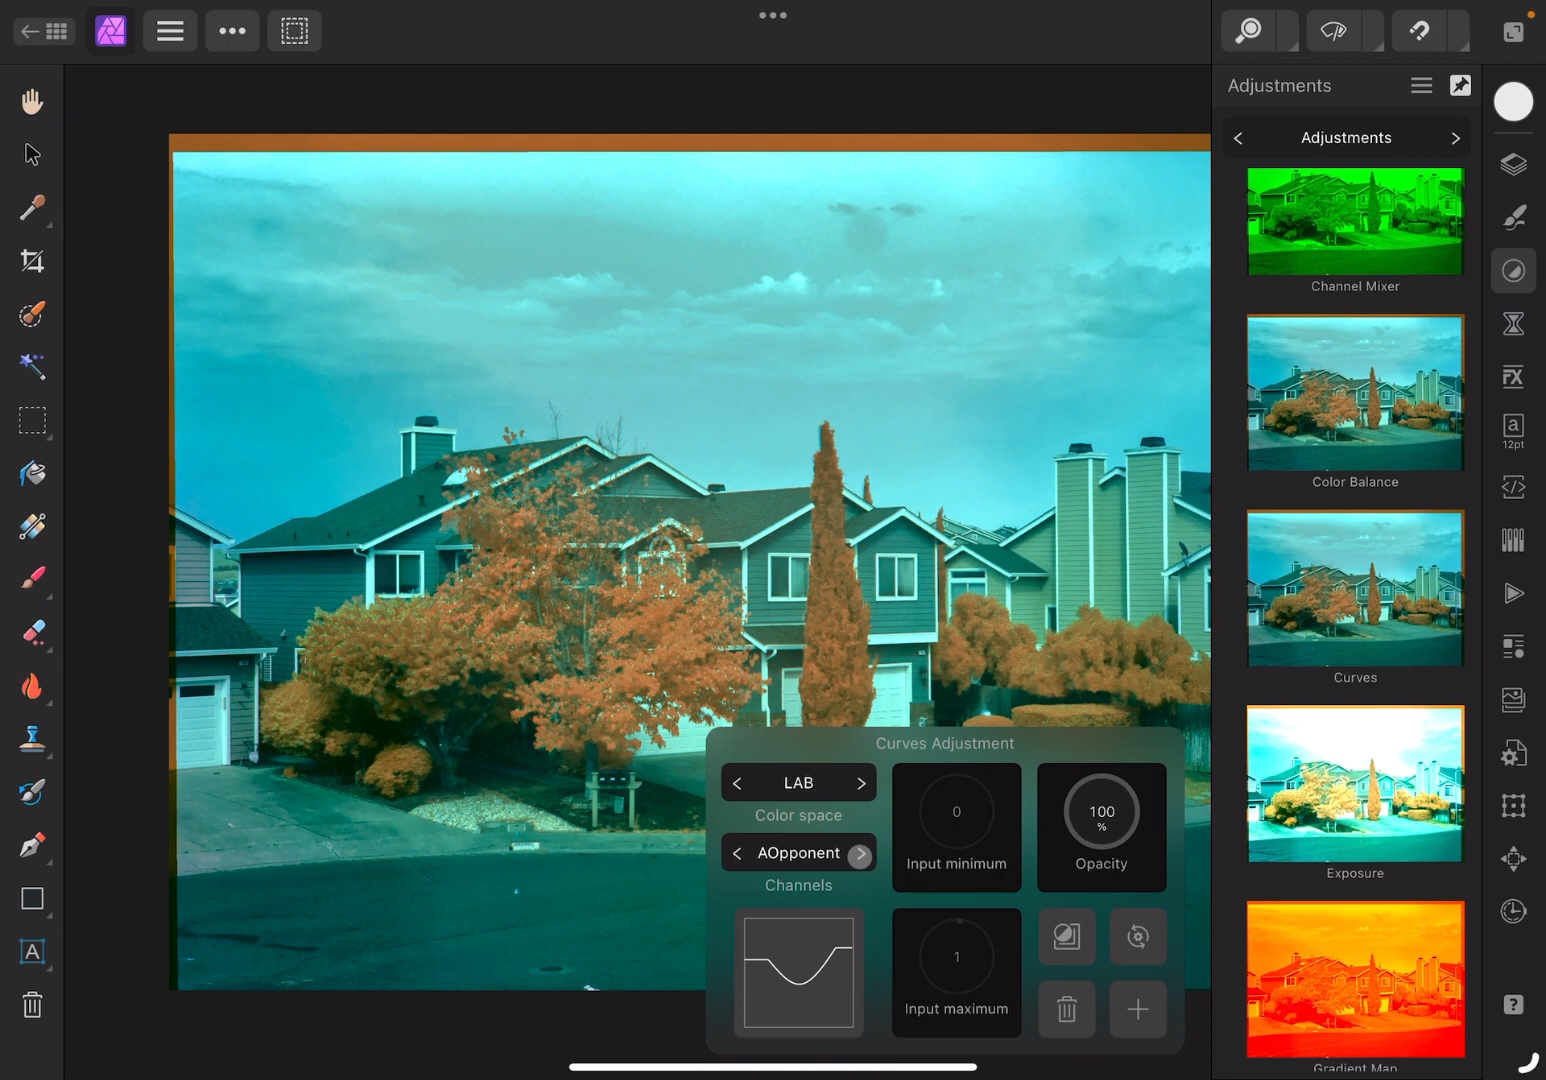 Adjustments
Adjustments
Channel Mixer
Color Balance
Curves
Exposure
Gradient Map
FX
a
12pt
A
?
Curves Adjustment
LAB
Color space
AOpponent
Channels
0
Input minimum
100
%
Opacity
1
Input maximum